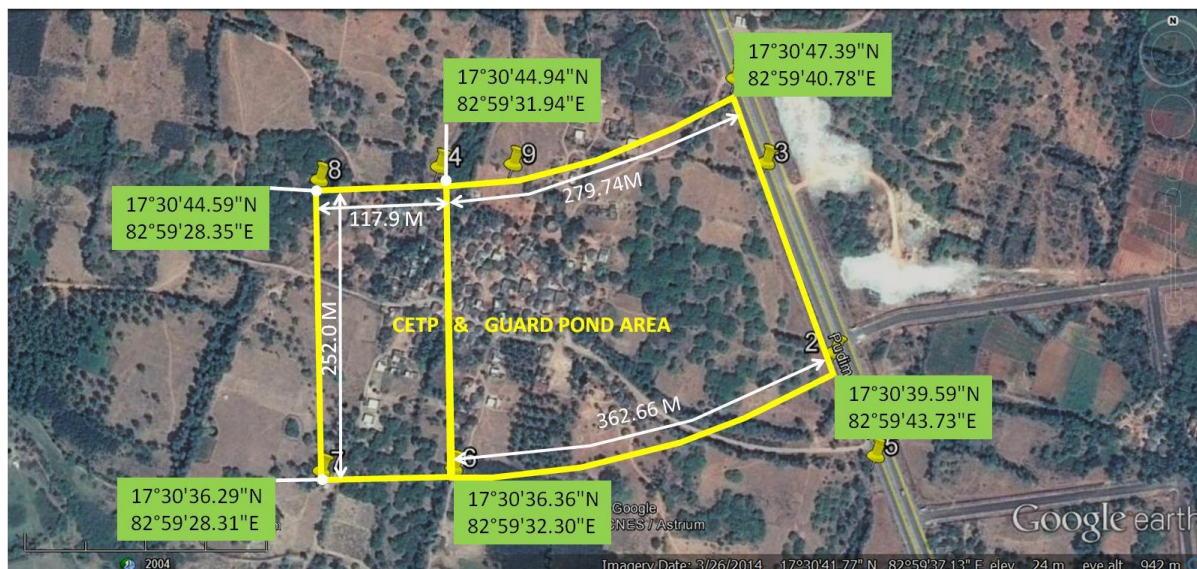 17°30'47.39"N
82°59'40.78"E
17°30'44.94"N
82°59'31.94"E
N
8
4
9
3
279.74M
17°30'44.59"N
82°59'28.35"E
117.9 M
252.0 M
CETP & GUARD POND AREA
2
Pudim
362.66 M
17°30'39.59"N
82°59'43.73"E
5
7
6
17°30'36.29"N
82°59'28.31"E
17°30'36.36"N
82°59'32.30"E
Google
CNES / Astrium
Google earth
2004
Imagery Date: 3/26/2014 17°30'41.77" N 82°59'37.13" E elev 24 m eye alt 942 m